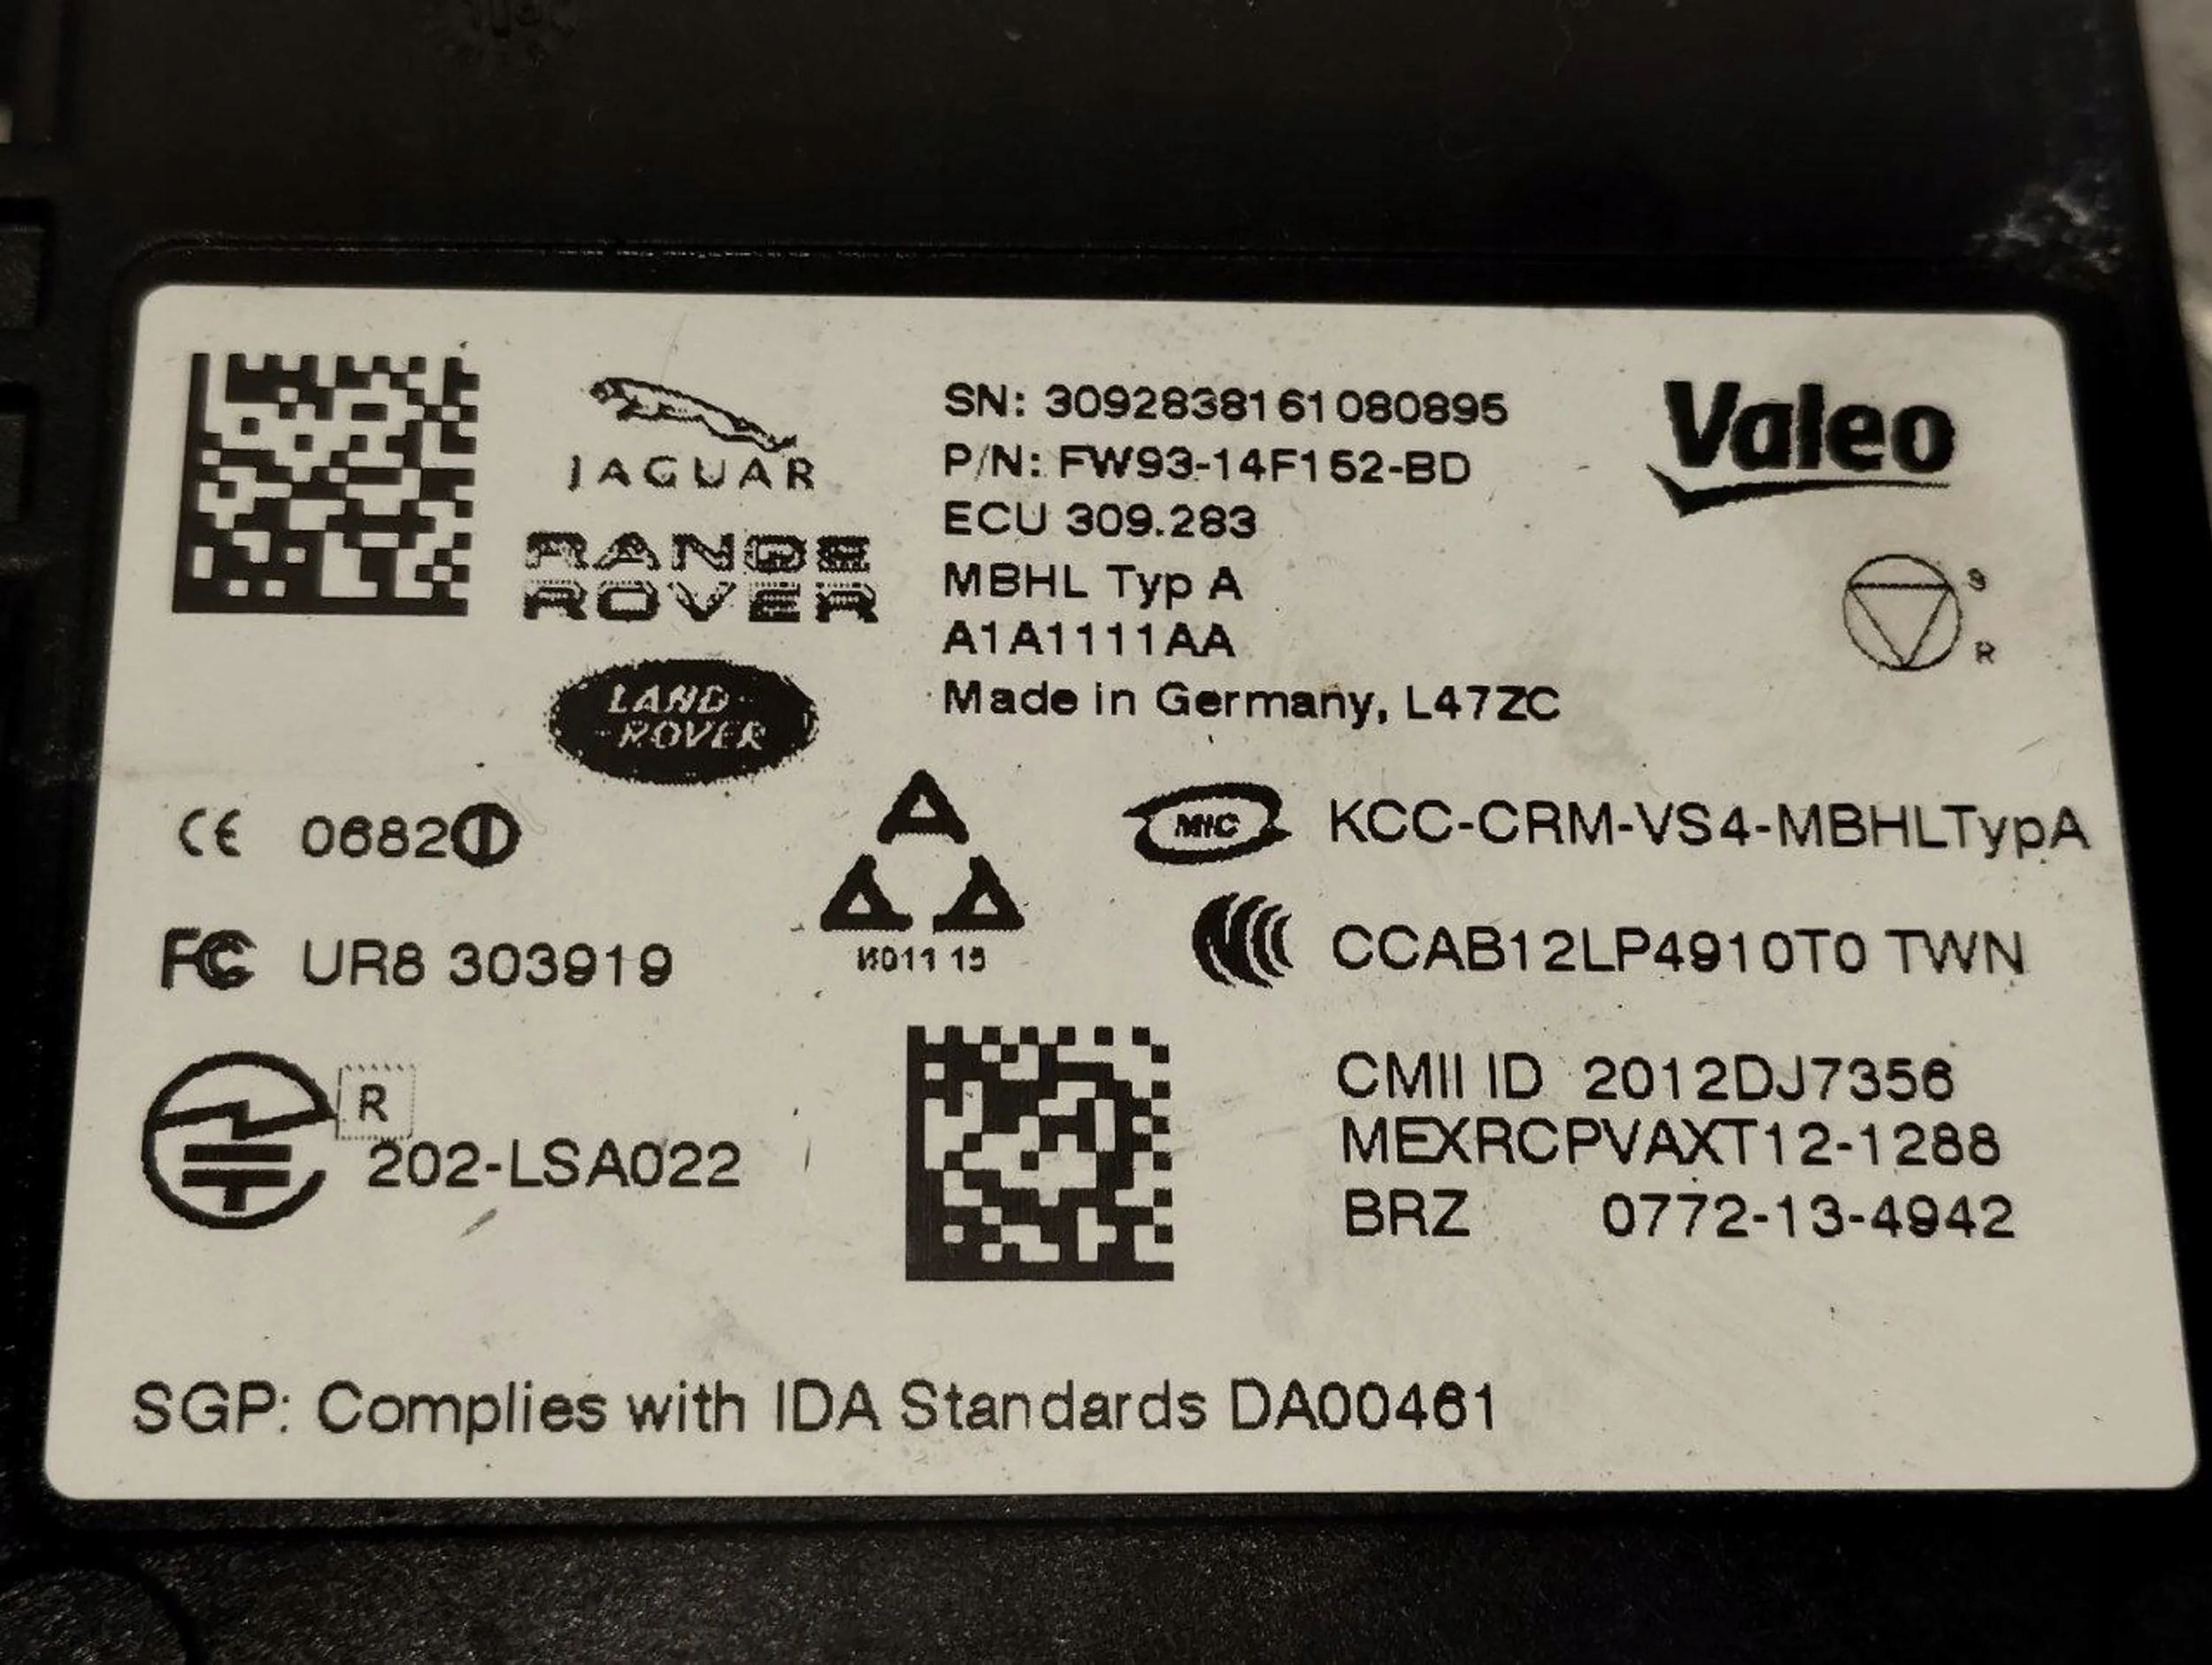 JAGUAR
RANGE
ROVER
LAND
ROVER
SN: 3092838161080895
P/N: FW93-14F152-BD
ECU 309.283
MBHL Typ A
A1A1111AA
Made in Germany, L47ZC
Valeo
S
R
CE 0682
FC UR8 303919
R
202-LSA022
MIC KCC-CRM-VS4-MBHLTypA
CCAB12LP4910T0 TWN
CMII ID 2012DJ7356
MEXRCPVAXT12-1288
BRZ 0772-13-4942
SGP: Complies with IDA Standards DA00461